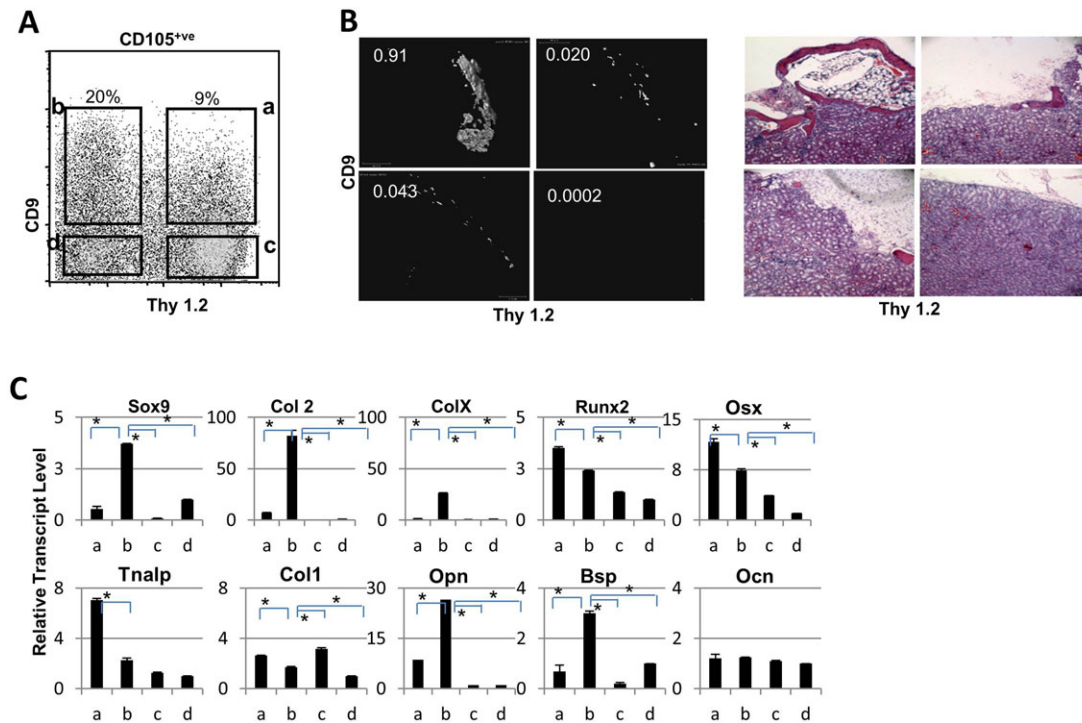 A
CD105+ve
b
20%
9%
a
d
c
CD9
Thy 1.2
B
0.91
0.020
0.043
0.0002
CD9
Thy 1.2
Thy 1.2
C
Relative Transcript Level
Sox9
5
3
0
*
*
*
a b c d
Col 2
100
50
0
*
*
*
a b c d
ColX
100
50
0
*
*
*
a b c d
Runx2
5
3
0
*
*
*
a b c d
Osx
15
8
0
*
*
*
a b c d
Tnalp
8
4
0
*
a b c d
Col1
8
4
0
*
*
*
a b c d
Opn
30
15
0
*
*
*
a b c d
Bsp
4
2
0
*
*
*
a b c d
Ocn
4
2
0
a b c d